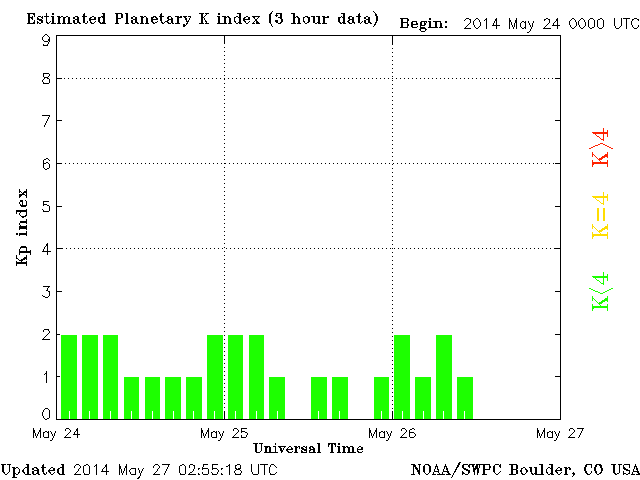 Estimated Planetary K index (3 hour data) Begin: 2014 May 24 0000 UTC
9
8
7
6
5
4
3
2
1
0
Kp index
May 24 May 25 May 26 May 27
Universal Time
K>4
K=4
K<4
Updated 2014 May 27 02:55:18 UTC NOAA/SWPC Boulder, CO USA